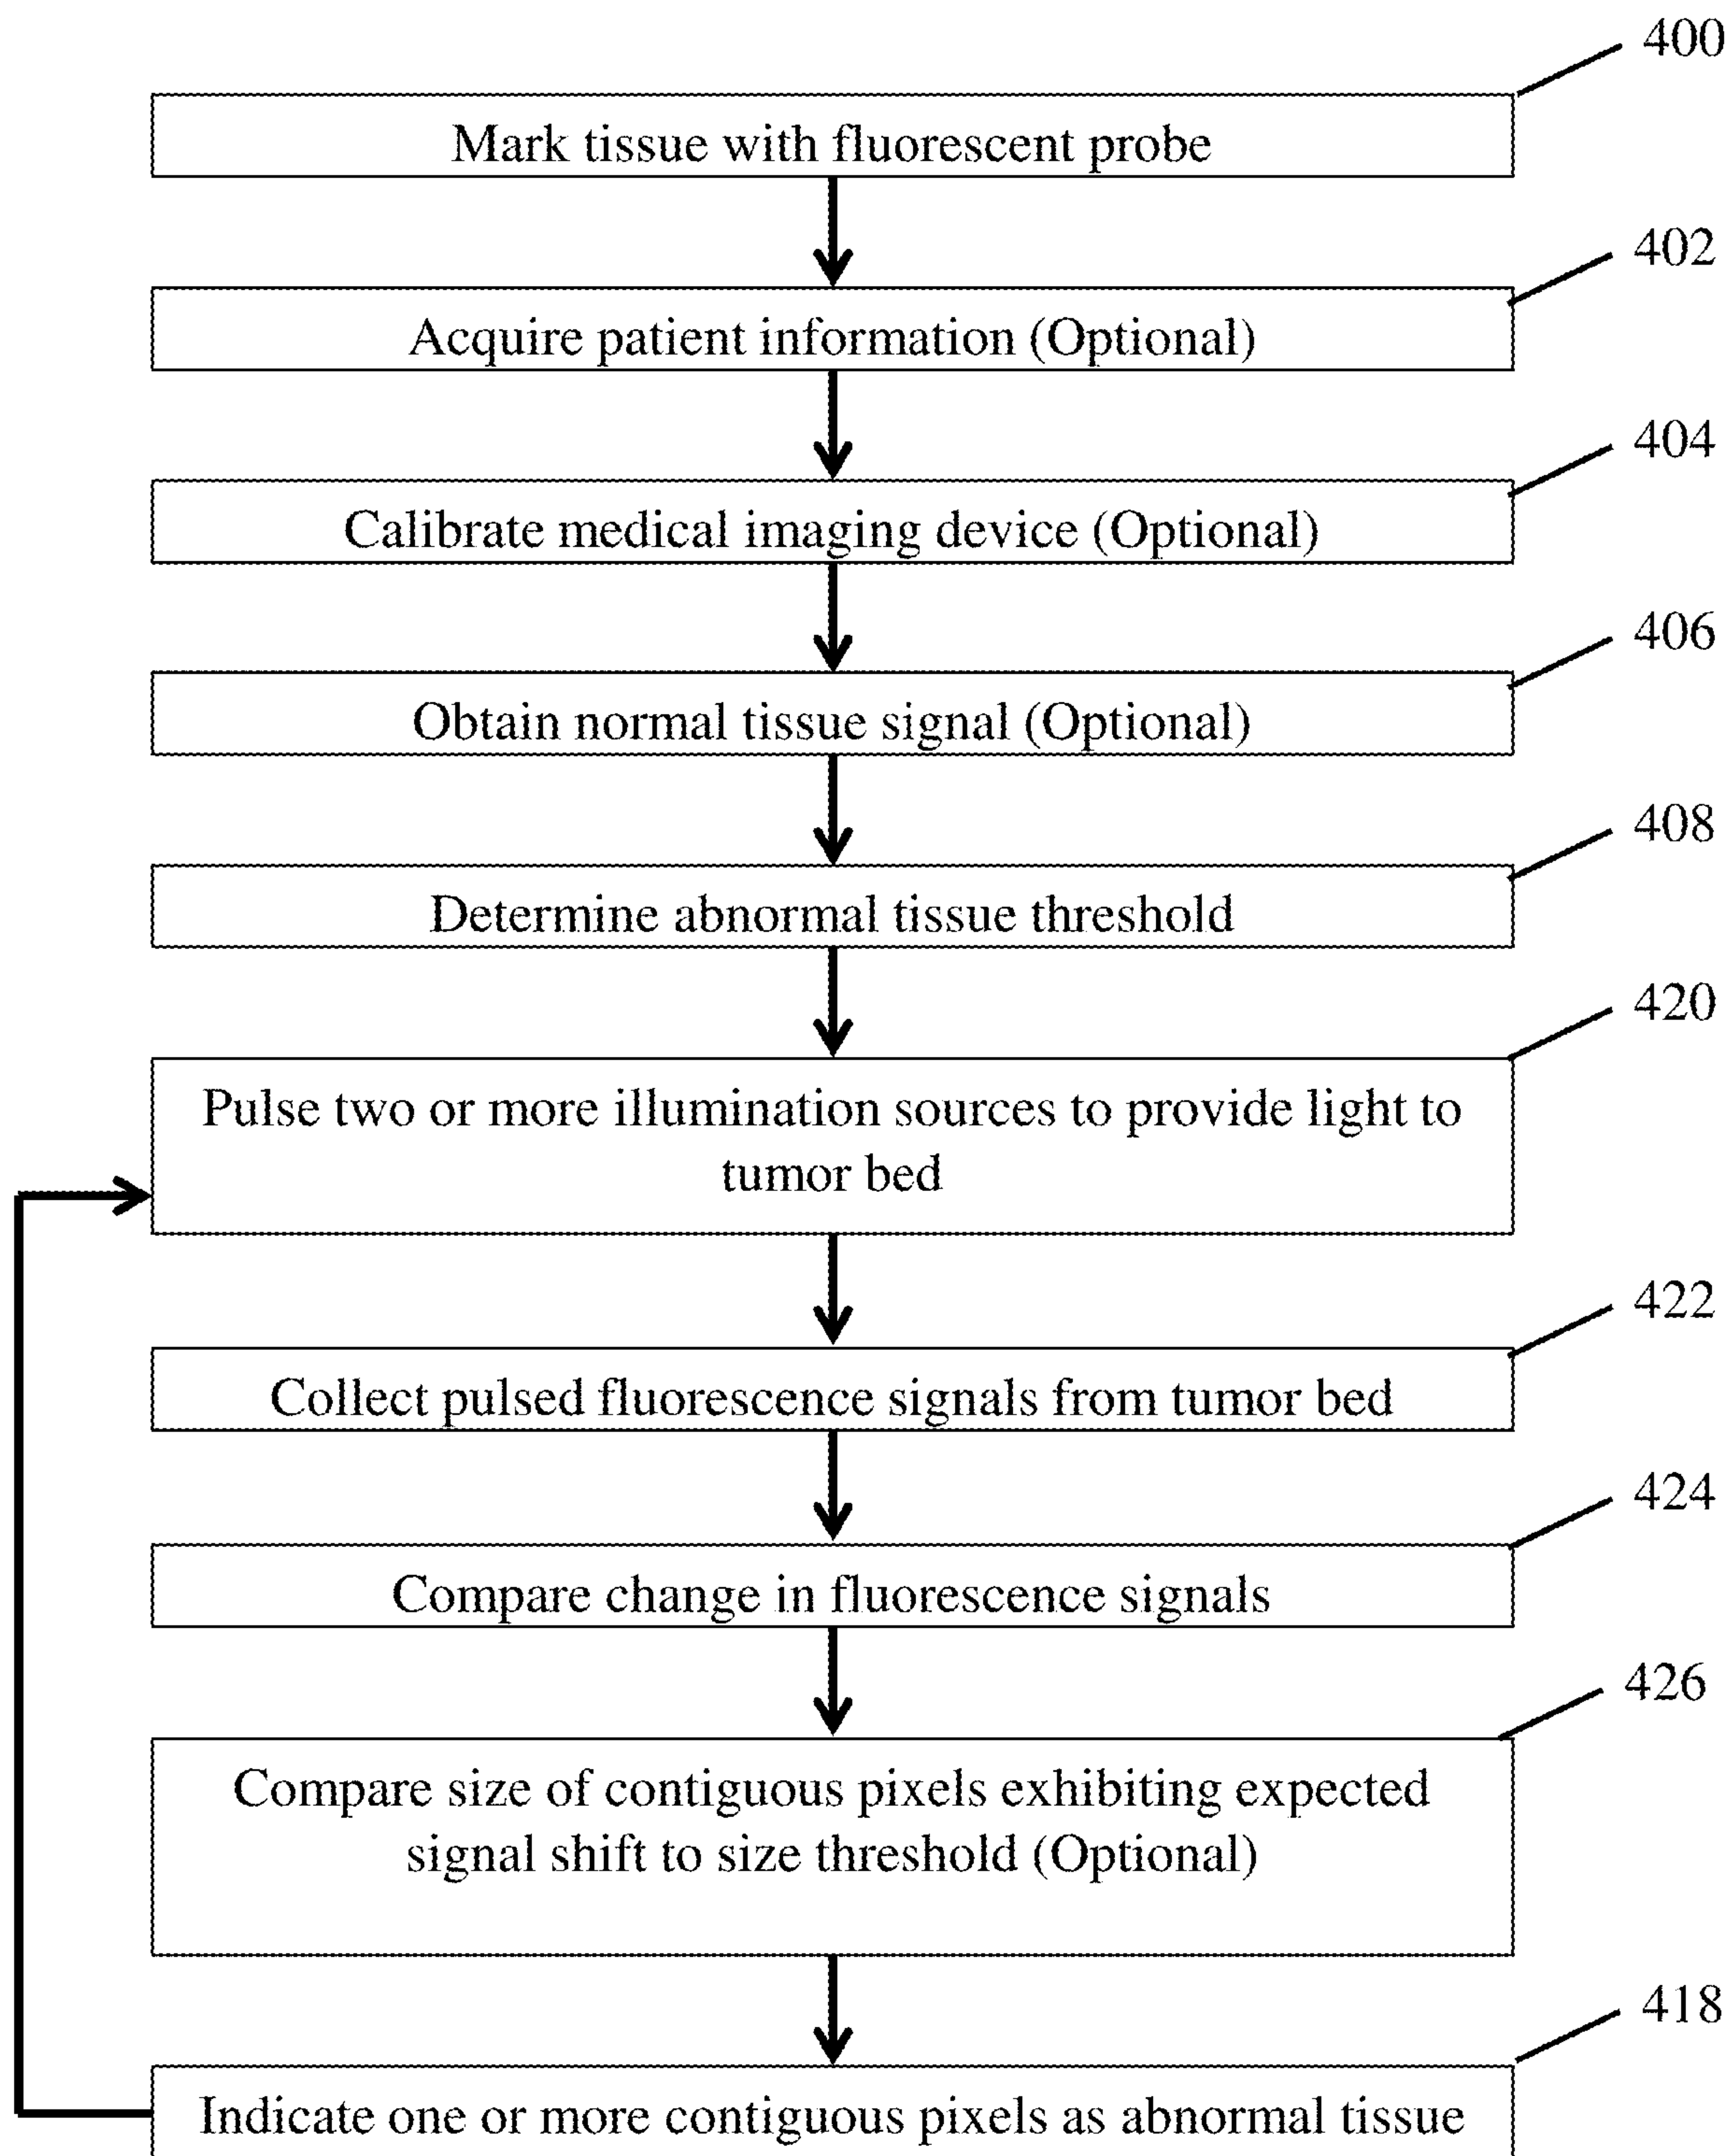 400
Mark tissue with fluorescent probe
402
Acquire patient information (Optional)
404
Calibrate medical imaging device (Optional)
406
Obtain normal tissue signal (Optional)
408
Determine abnormal tissue threshold
420
Pulse two or more illumination sources to provide light to
tumor bed
422
Collect pulsed fluorescence signals from tumor bed
424
Compare change in fluorescence signals
426
Compare size of contiguous pixels exhibiting expected
signal shift to size threshold (Optional)
418
Indicate one or more contiguous pixels as abnormal tissue